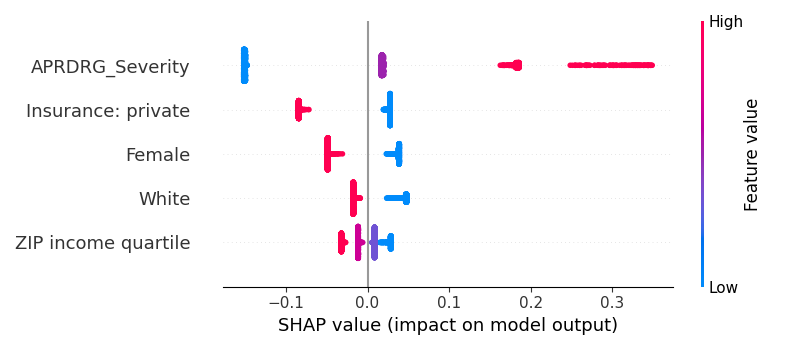 High
APRDRG_Severity
Insurance: private
Female
White
ZIP income quartile
Feature value
Low
−0.1 0.0 0.1 0.2 0.3
SHAP value (impact on model output)